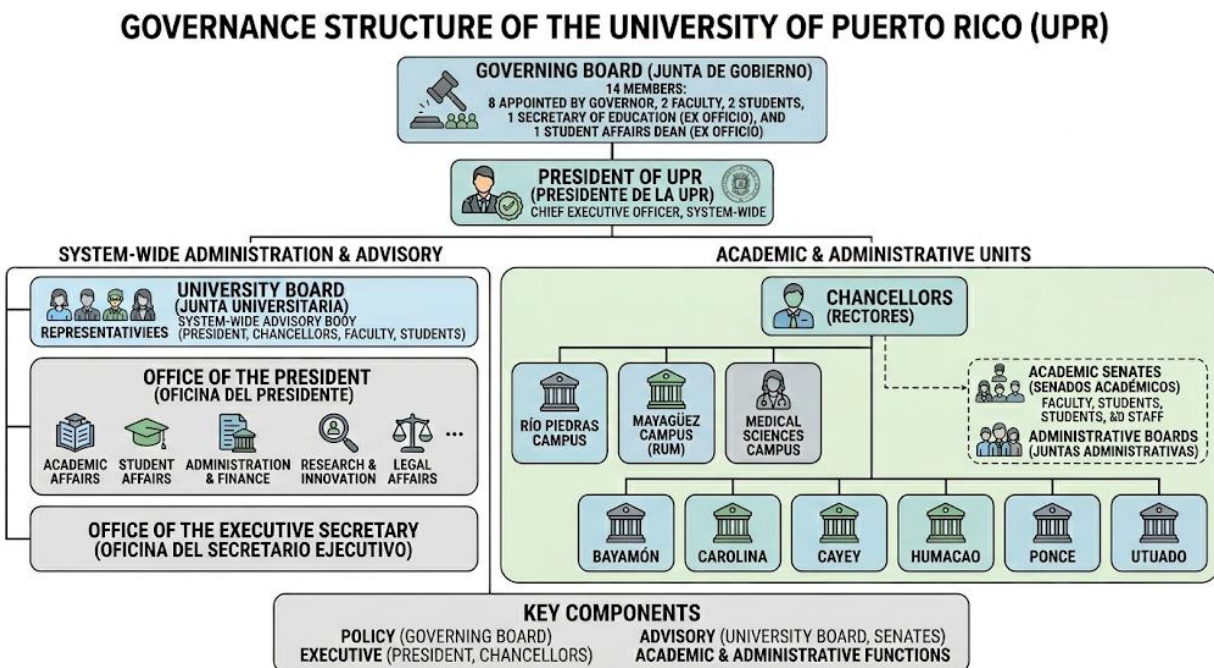 GOVERNANCE STRUCTURE OF THE UNIVERSITY OF PUERTO RICO (UPR)
GOVERNING BOARD (JUNTA DE GOBIERNO)
14 MEMBERS:
8 APPOINTED BY GOVERNOR, 2 FACULTY, 2 STUDENTS,
1 SECRETARY OF EDUCATION (EX OFFICIO), AND
1 STUDENT AFFAIRS DEAN (EX OFFICIO)
PRESIDENT OF UPR
(PRESIDENTE DE LA UPR)
CHIEF EXECUTIVE OFFICER, SYSTEM-WIDE
SYSTEM-WIDE ADMINISTRATION & ADVISORY
UNIVERSITY BOARD
(JUNTA UNIVERSITARIA)
SYSTEM-WIDE ADVISORY BOOY
(PRESIDENT, CHANCELLORS, FACULTY, STUDENTS)
REPRESENTATIVIEES
OFFICE OF THE PRESIDENT
(OFICINA DEL PRESIDENTE)
ACADEMIC
AFFAIRS
STUDENT
AFFAIRS
ADMINISTRATION
& FINANCE
RESEARCH &
INNOVATION
LEGAL
AFFAIRS
...
OFFICE OF THE EXECUTIVE SECRETARY
(OFICINA DEL SECRETARIO EJECUTIVO)
ACADEMIC & ADMINISTRATIVE UNITS
CHANCELLORS
(RECTORES)
RÍO PIEDRAS
CAMPUS
MAYAGÜEZ
CAMPUS
(RUM)
MEDICAL
SCIENCES
CAMPUS
ACADEMIC SENATES
(SENADOS ACADÉMICOS)
FACULTY, STUDENTS,
STUDENTS, &D STAFF
ADMINISTRATIVE BOARDS
(JUNTAS ADMINISTRATIVAS)
BAYAMÓN
CAROLINA
CAYEY
HUMACAO
PONCE
UTUADO
KEY COMPONENTS
POLICY (GOVERNING BOARD)
EXECUTIVE (PRESIDENT, CHANCELLORS)
ADVISORY (UNIVERSITY BOARD, SENATES)
ACADEMIC & ADMINISTRATIVE FUNCTIONS